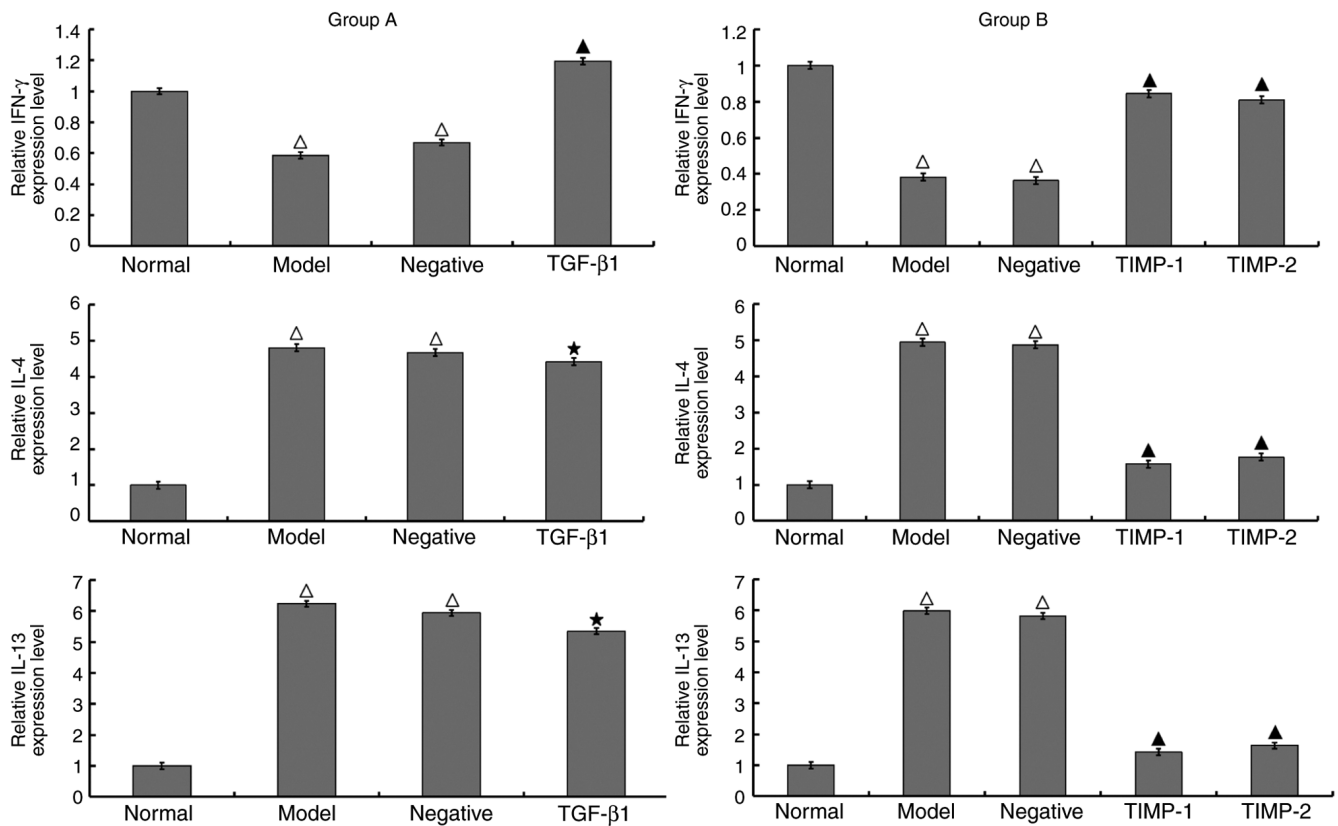 Group A
Relative IFN-γ
expression level
1.4
1.2
1
0.8
0.6
0.4
0.2
0
Normal Model Negative TGF-β1
Group B
Relative IFN-γ
expression level
1.2
1
0.8
0.6
0.4
0.2
0
Normal Model Negative TIMP-1 TIMP-2
Relative IL-4
expression level
6
5
4
3
2
1
0
Normal Model Negative TGF-β1
Relative IL-4
expression level
6
5
4
3
2
1
0
Normal Model Negative TIMP-1 TIMP-2
Relative IL-13
expression level
7
6
5
4
3
2
1
0
Normal Model Negative TGF-β1
Relative IL-13
expression level
7
6
5
4
3
2
1
0
Normal Model Negative TIMP-1 TIMP-2